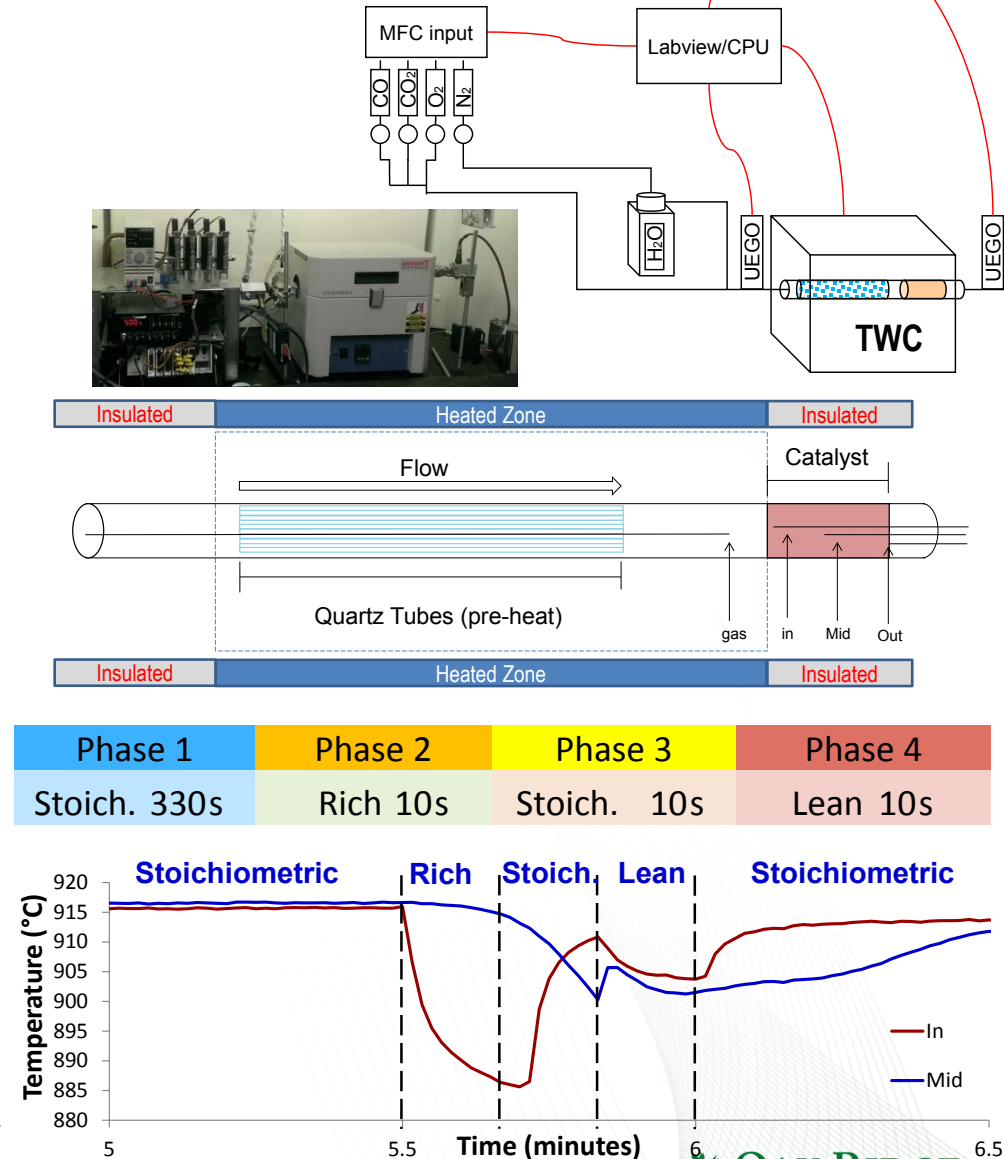 MFC input
Labview/CPU
CO
CO2
O2
N2
H2O
UEGO
UEGO
TWC
Insulated Heated Zone Insulated
Flow
Catalyst
Quartz Tubes (pre-heat)
gas in Mid Out
Insulated Heated Zone Insulated
Phase 1 Phase 2 Phase 3 Phase 4
Stoich. 330s Rich 10s Stoich. 10s Lean 10s
Stoichiometric Rich Stoich. Lean Stoichiometric
Temperature (°C)
920
915
910
905
900
895
890
885
880
In
Mid
5 5.5 6 6.5
Time (minutes)